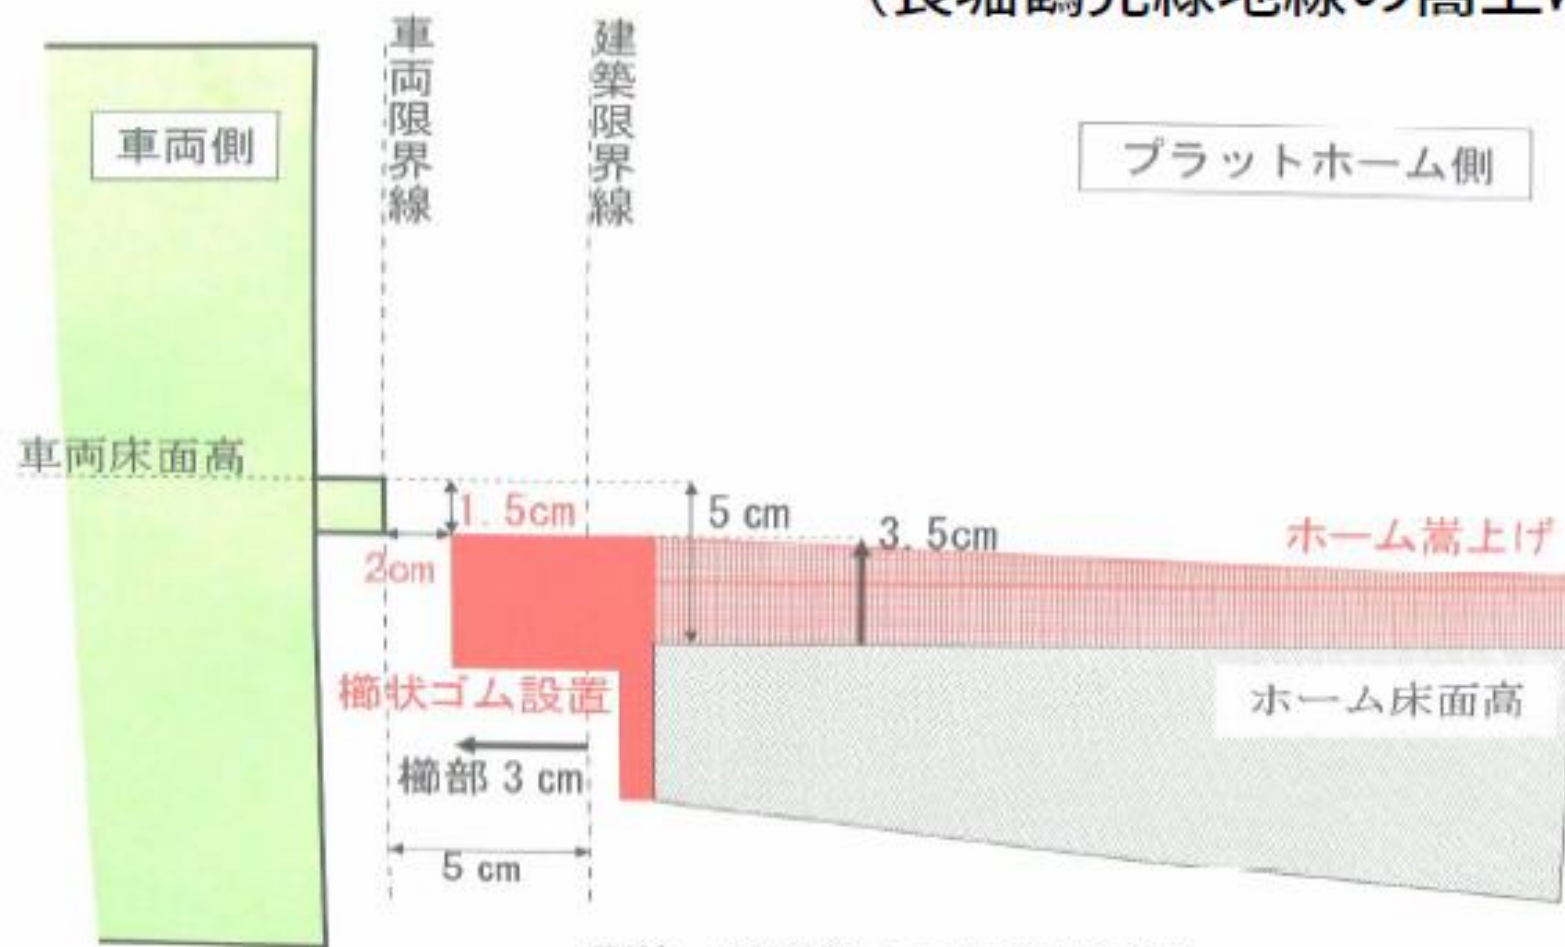 車両限界線
建築限界線
車両側
プラットホーム側
車両床面高
1.5cm
5 cm
3.5cm
ホーム嵩上げ
2cm
櫛状ゴム設置
ホーム床面高
櫛部 3 cm
5 cm